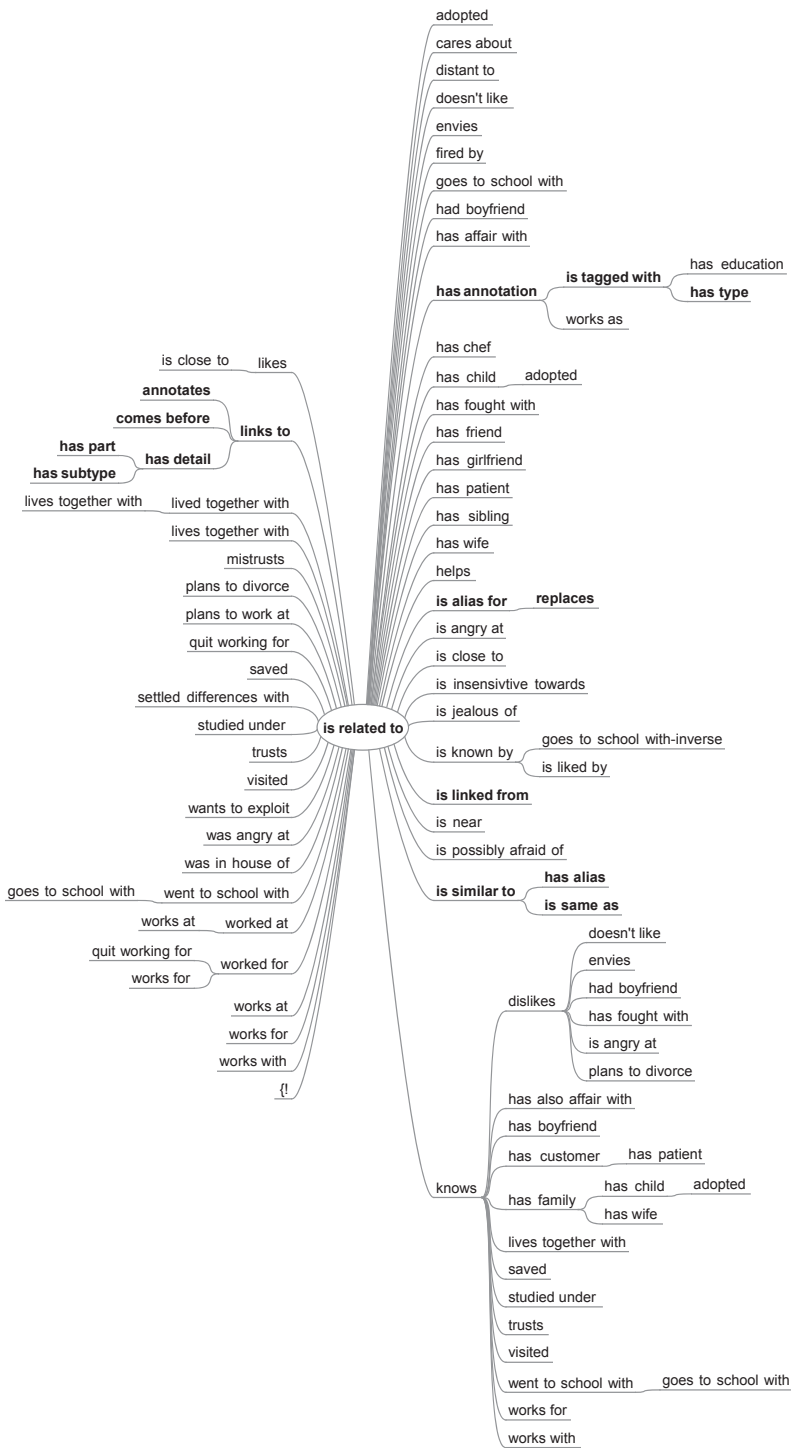 adopted
cares about
distant to
doesn't like
envies
fired by
goes to school with
had boyfriend
has affair with
has annotation
is tagged with
has education
has type
works as
has chef
has child
adopted
has fought with
has friend
has girlfriend
has patient
has sibling
has wife
helps
is alias for
replaces
is angry at
is close to
is insensivtive towards
is jealous of
is known by
goes to school with-inverse
is liked by
is linked from
is near
is possibly afraid of
is similar to
has alias
is same as
knows
dislikes
doesn't like
envies
had boyfriend
has fought with
is angry at
plans to divorce
has also affair with
has boyfriend
has customer
has patient
has family
has child
adopted
has wife
lives together with
saved
studied under
trusts
visited
went to school with
goes to school with
works for
works with
is related to
likes
is close to
links to
annotates
comes before
has detail
has part
has subtype
lived together with
lives together with
lives together with
mistrusts
plans to divorce
plans to work at
quit working for
saved
settled differences with
studied under
trusts
visited
wants to exploit
was angry at
was in house of
went to school with
goes to school with
worked at
works at
worked for
quit working for
works for
works at
works for
works with
{!